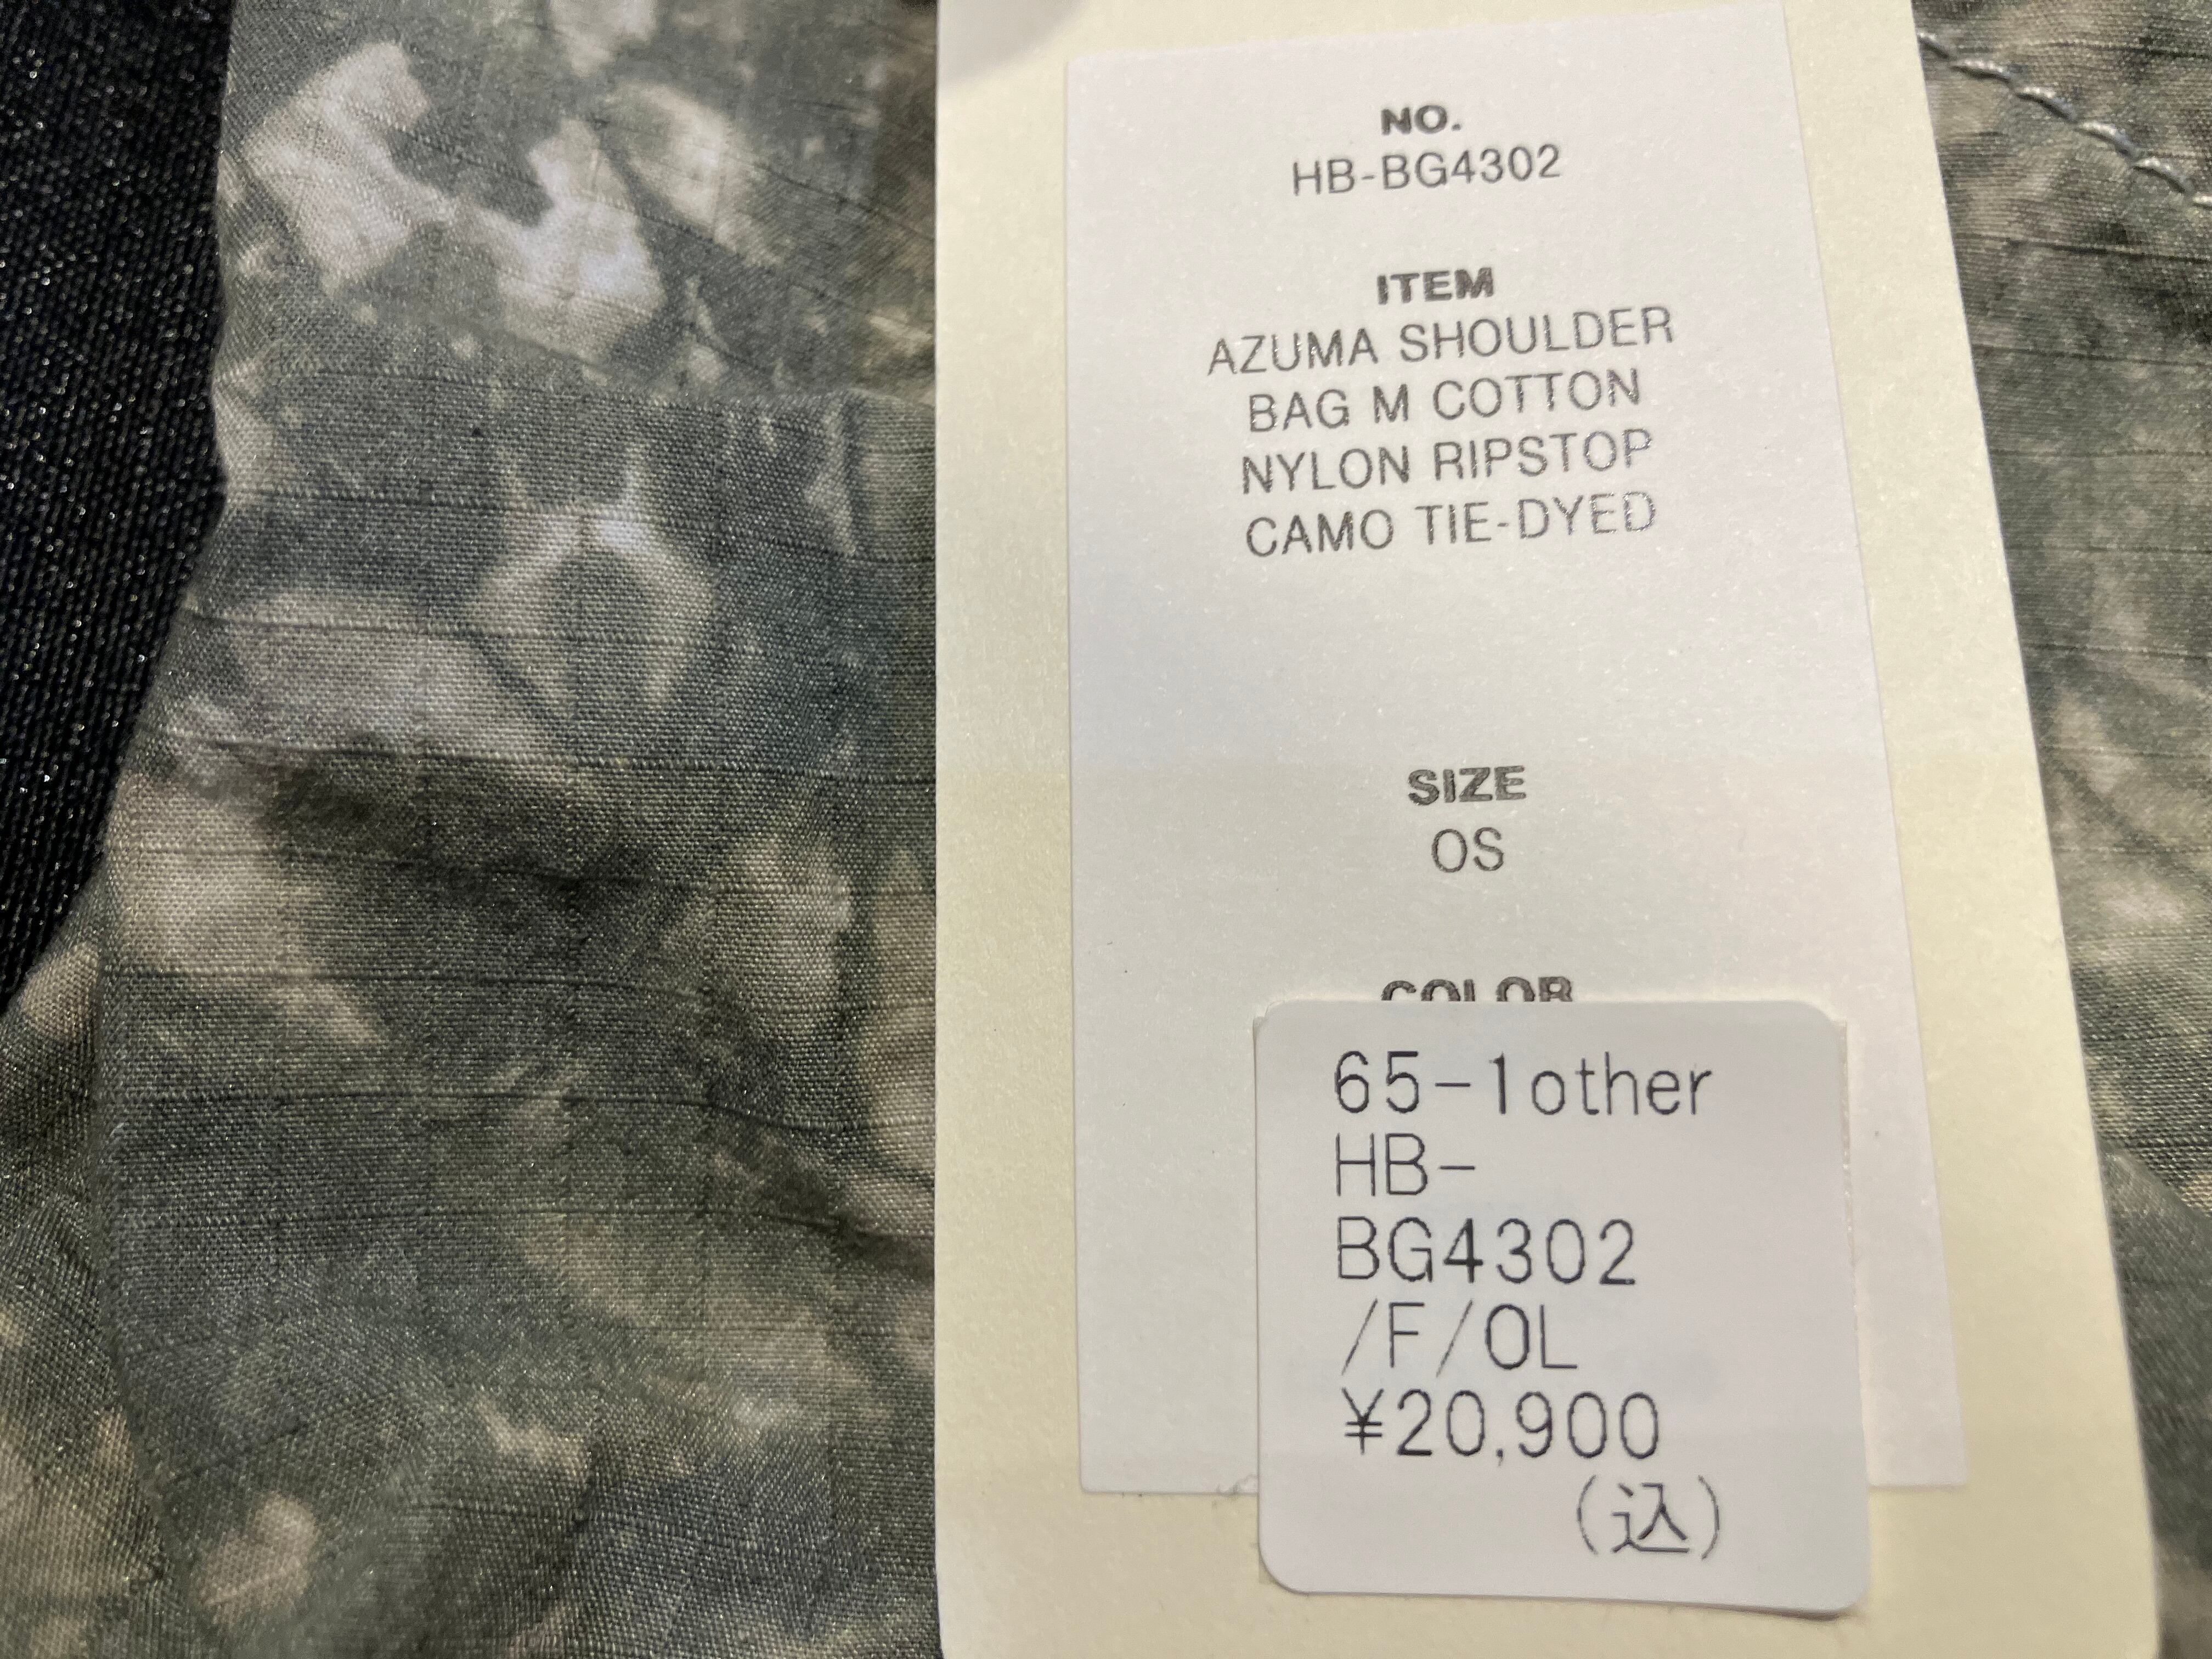 NO.
HB-BG4302
ITEM
AZUMA SHOULDER
BAG M COTTON
NYLON RIPSTOP
CAMO TIE-DYED
SIZE
OS
COLOR
65-1other
HB-
BG4302
/F/OL
¥20,900
(込)